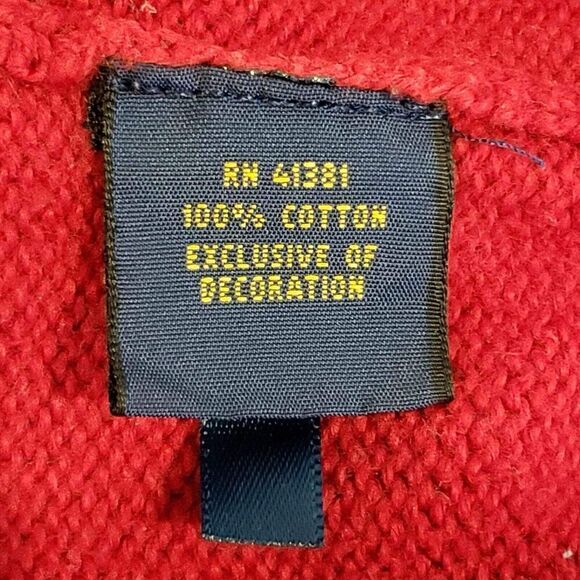 RN 41381
100% COTTON
EXCLUSIVE OF
DECORATION